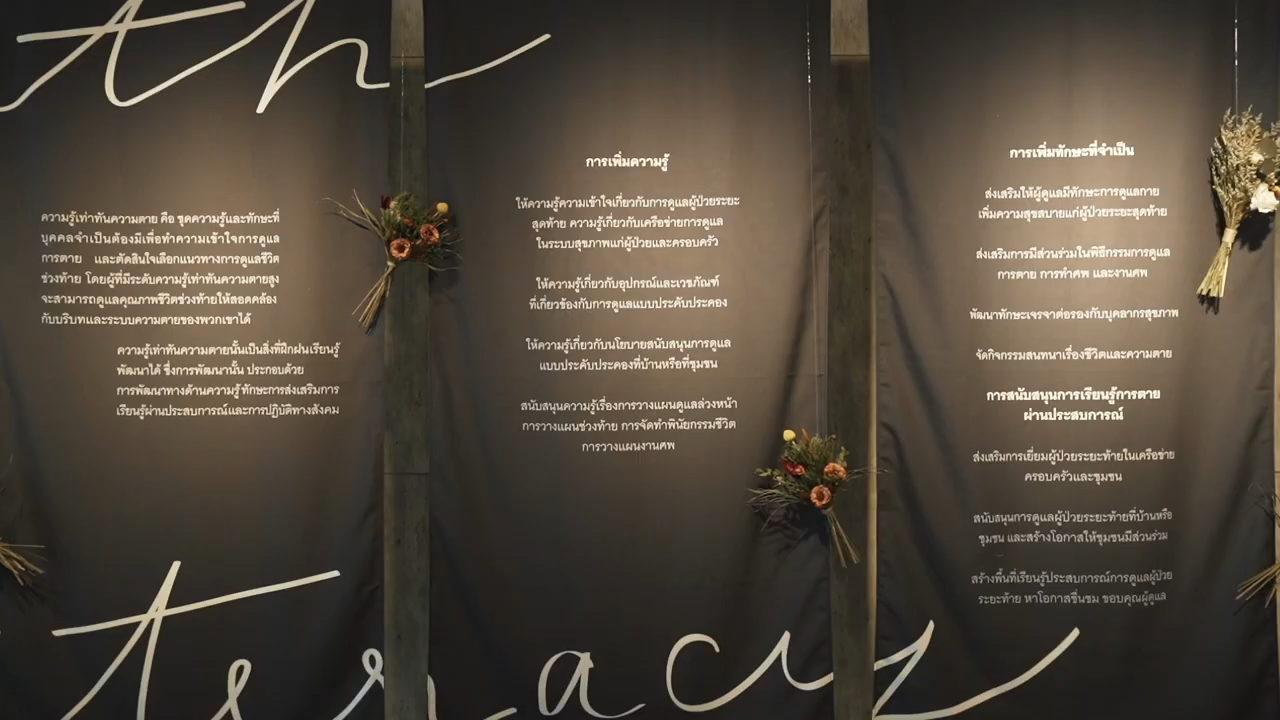 th
ความรู้เท่าทันความตาย คือ ชุดความรู้และทักษะที่
บุคคลจำเป็นต้องมีเพื่อทำความเข้าใจการดูแล
การตาย และตัดสินใจเลือกแนวทางการดูแลชีวิต
ช่วงท้าย โดยผู้ที่มีระดับความรู้เท่าทันความตายสูง
จะสามารถดูแลคุณภาพชีวิตช่วงท้ายให้สอดคล้อง
กับบริบทและระบบความตายของพวกเขาได้
ความรู้เท่าทันความตายนั้นเป็นสิ่งที่ฝึกฝนเรียนรู้
พัฒนาได้ ซึ่งการพัฒนานั้น ประกอบด้วย
การพัฒนาทางด้านความรู้ ทักษะการส่งเสริมการ
เรียนรู้ผ่านประสบการณ์และการปฏิบัติทางสังคม
การเพิ่มความรู้
ให้ความรู้ความเข้าใจเกี่ยวกับการดูแลผู้ป่วยระยะ
สุดท้าย ความรู้เกี่ยวกับเครือข่ายการดูแล
ในระบบสุขภาพแก่ผู้ป่วยและครอบครัว
ให้ความรู้เกี่ยวกับอุปกรณ์และเวชภัณฑ์
ที่เกี่ยวข้องกับการดูแลแบบประคับประคอง
ให้ความรู้เกี่ยวกับนโยบายสนับสนุนการดูแล
แบบประคับประคองที่บ้านหรือที่ชุมชน
สนับสนุนความรู้เรื่องการวางแผนดูแลล่วงหน้า
การวางแผนช่วงท้าย การจัดทำพินัยกรรมชีวิต
การวางแผนงานศพ
การเพิ่มทักษะที่จำเป็น
ส่งเสริมให้ผู้ดูแลมีทักษะการดูแลกาย
เพิ่มความสุขสบายแก่ผู้ป่วยระยะสุดท้าย
ส่งเสริมการมีส่วนร่วมในพิธีกรรมการดูแล
การตาย การทำศพ และงานศพ
พัฒนาทักษะเจรจาต่อรองกับบุคลากรสุขภาพ
จัดกิจกรรมสนทนาเรื่องชีวิตและความตาย
การสนับสนุนการเรียนรู้การตาย
ผ่านประสบการณ์
ส่งเสริมการเยี่ยมผู้ป่วยระยะท้ายในเครือข่าย
ครอบครัวและชุมชน
สนับสนุนการดูแลผู้ป่วยระยะท้ายที่บ้านหรือ
ชุมชน และสร้างโอกาสให้ชุมชนมีส่วนร่วม
สร้างพื้นที่เรียนรู้ประสบการณ์การดูแลผู้ป่วย
ระยะท้าย หาโอกาสชื่นชม ขอบคุณผู้ดูแล
teracy